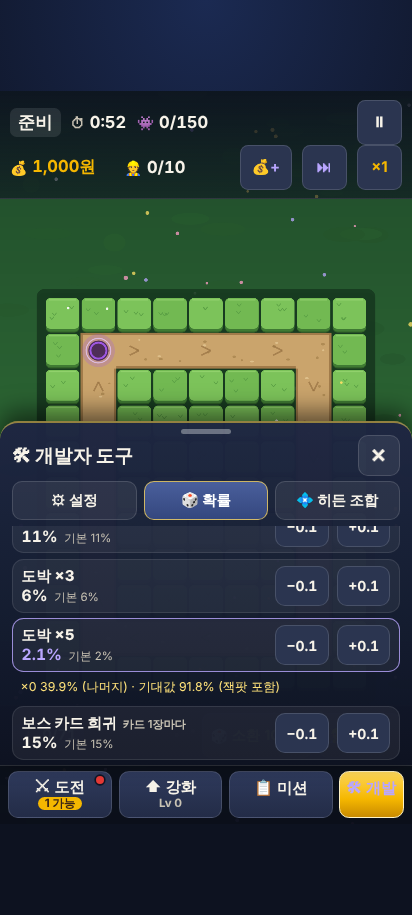 준비 ⏱ 0:52 👾 0/150 ⏸
💰 1,000원 👷 0/10 💰+ ⏭ ×1
🛠 개발자 도구 ✕
⚙ 설정 🎲 확률 💠 히든 조합
11% 기본 11% −0.1 +0.1
도박 ×3
6% 기본 6% −0.1 +0.1
도박 ×5
2.1% 기본 2% −0.1 +0.1
×0 39.9% (나머지) · 기대값 91.8% (잭팟 포함)
보스 카드 희귀 카드 1장마다
15% 기본 15% −0.1 +0.1
⚔ 도전 ⬆ 강화 📋 미션 🛠 개발
1 가능 Lv 0